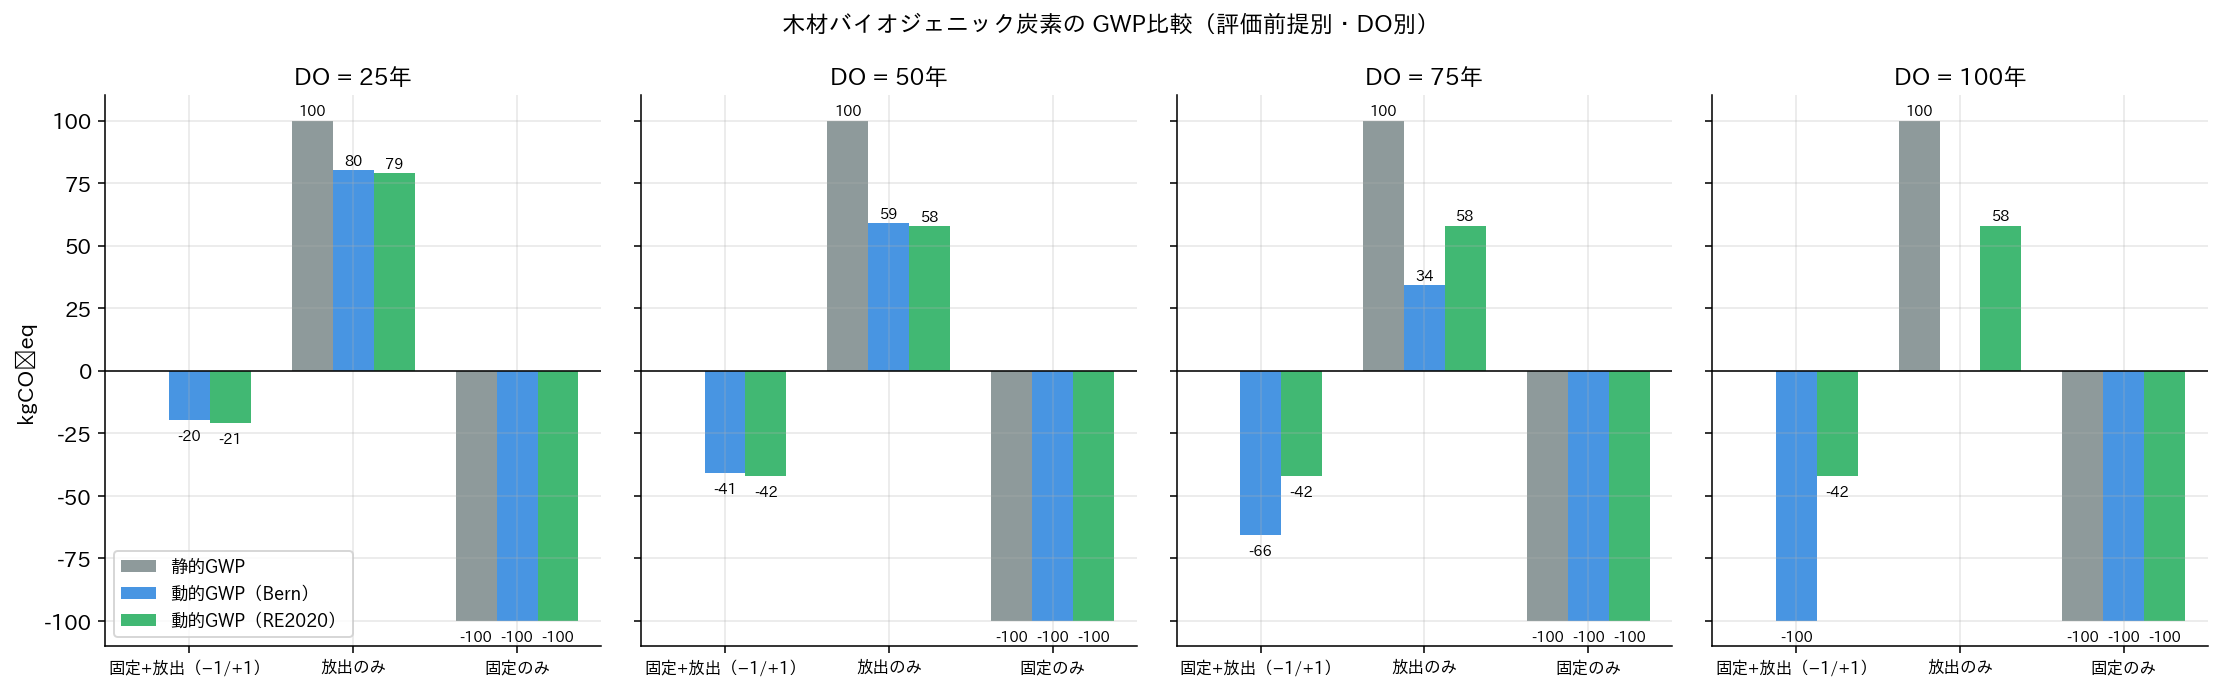 木材バイオジェニック炭素の GWP比較（評価前提別・DO別）
DO = 25年
DO = 50年
DO = 75年
DO = 100年
kgCO□eq
100
75
50
25
0
-25
-50
-75
-100
100
80
79
-20
-21
-100 -100 -100
静的GWP
動的GWP（Bern）
動的GWP（RE2020）
固定+放出（−1/+1）
放出のみ
固定のみ
100
59
58
-41
-42
-100 -100 -100
固定+放出（−1/+1）
放出のみ
固定のみ
100
34
58
-66
-42
-100 -100 -100
固定+放出（−1/+1）
放出のみ
固定のみ
100
58
-100
-42
-100 -100 -100
固定+放出（−1/+1）
放出のみ
固定のみ